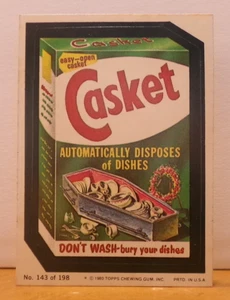 Casket
easy-open
casket
Casket
AUTOMATICALLY DISPOSES
of DISHES
DON'T WASH-bury your dishes
No. 143 of 198
© 1980 TOPPS CHEWING GUM, INC.
PRTD. IN U.S.A.